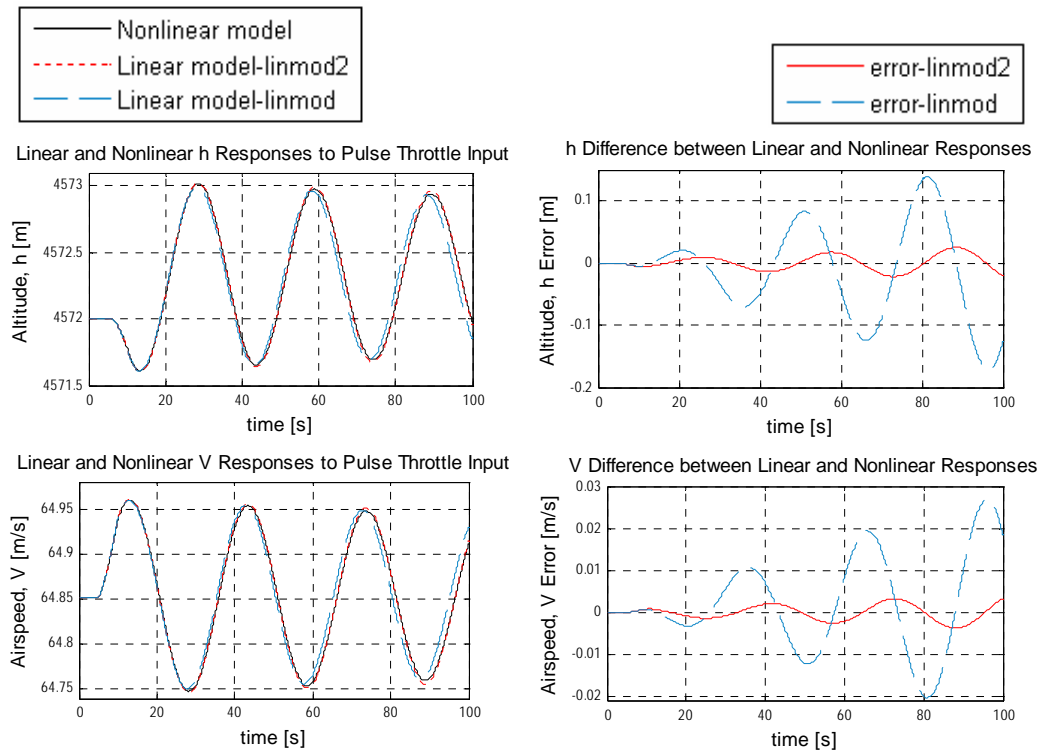 Nonlinear model
Linear model-linmod2
Linear model-linmod
error-linmod2
error-linmod
Linear and Nonlinear h Responses to Pulse Throttle Input
4573
4572.5
4572
4571.5
Altitude, h [m]
0 20 40 60 80 100
time [s]
h Difference between Linear and Nonlinear Responses
0.1
0
-0.1
-0.2
Altitude, h Error [m]
0 20 40 60 80 100
time [s]
Linear and Nonlinear V Responses to Pulse Throttle Input
64.95
64.9
64.85
64.8
64.75
Airspeed, V [m/s]
0 20 40 60 80 100
time [s]
V Difference between Linear and Nonlinear Responses
0.03
0.02
0.01
0
-0.01
-0.02
Airspeed, V Error [m/s]
0 20 40 60 80 100
time [s]